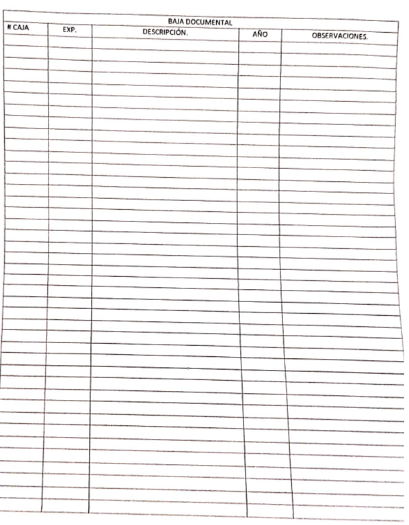 BAJA DOCUMENTAL
# CAJA EXP. DESCRIPCIÓN. AÑO OBSERVACIONES.